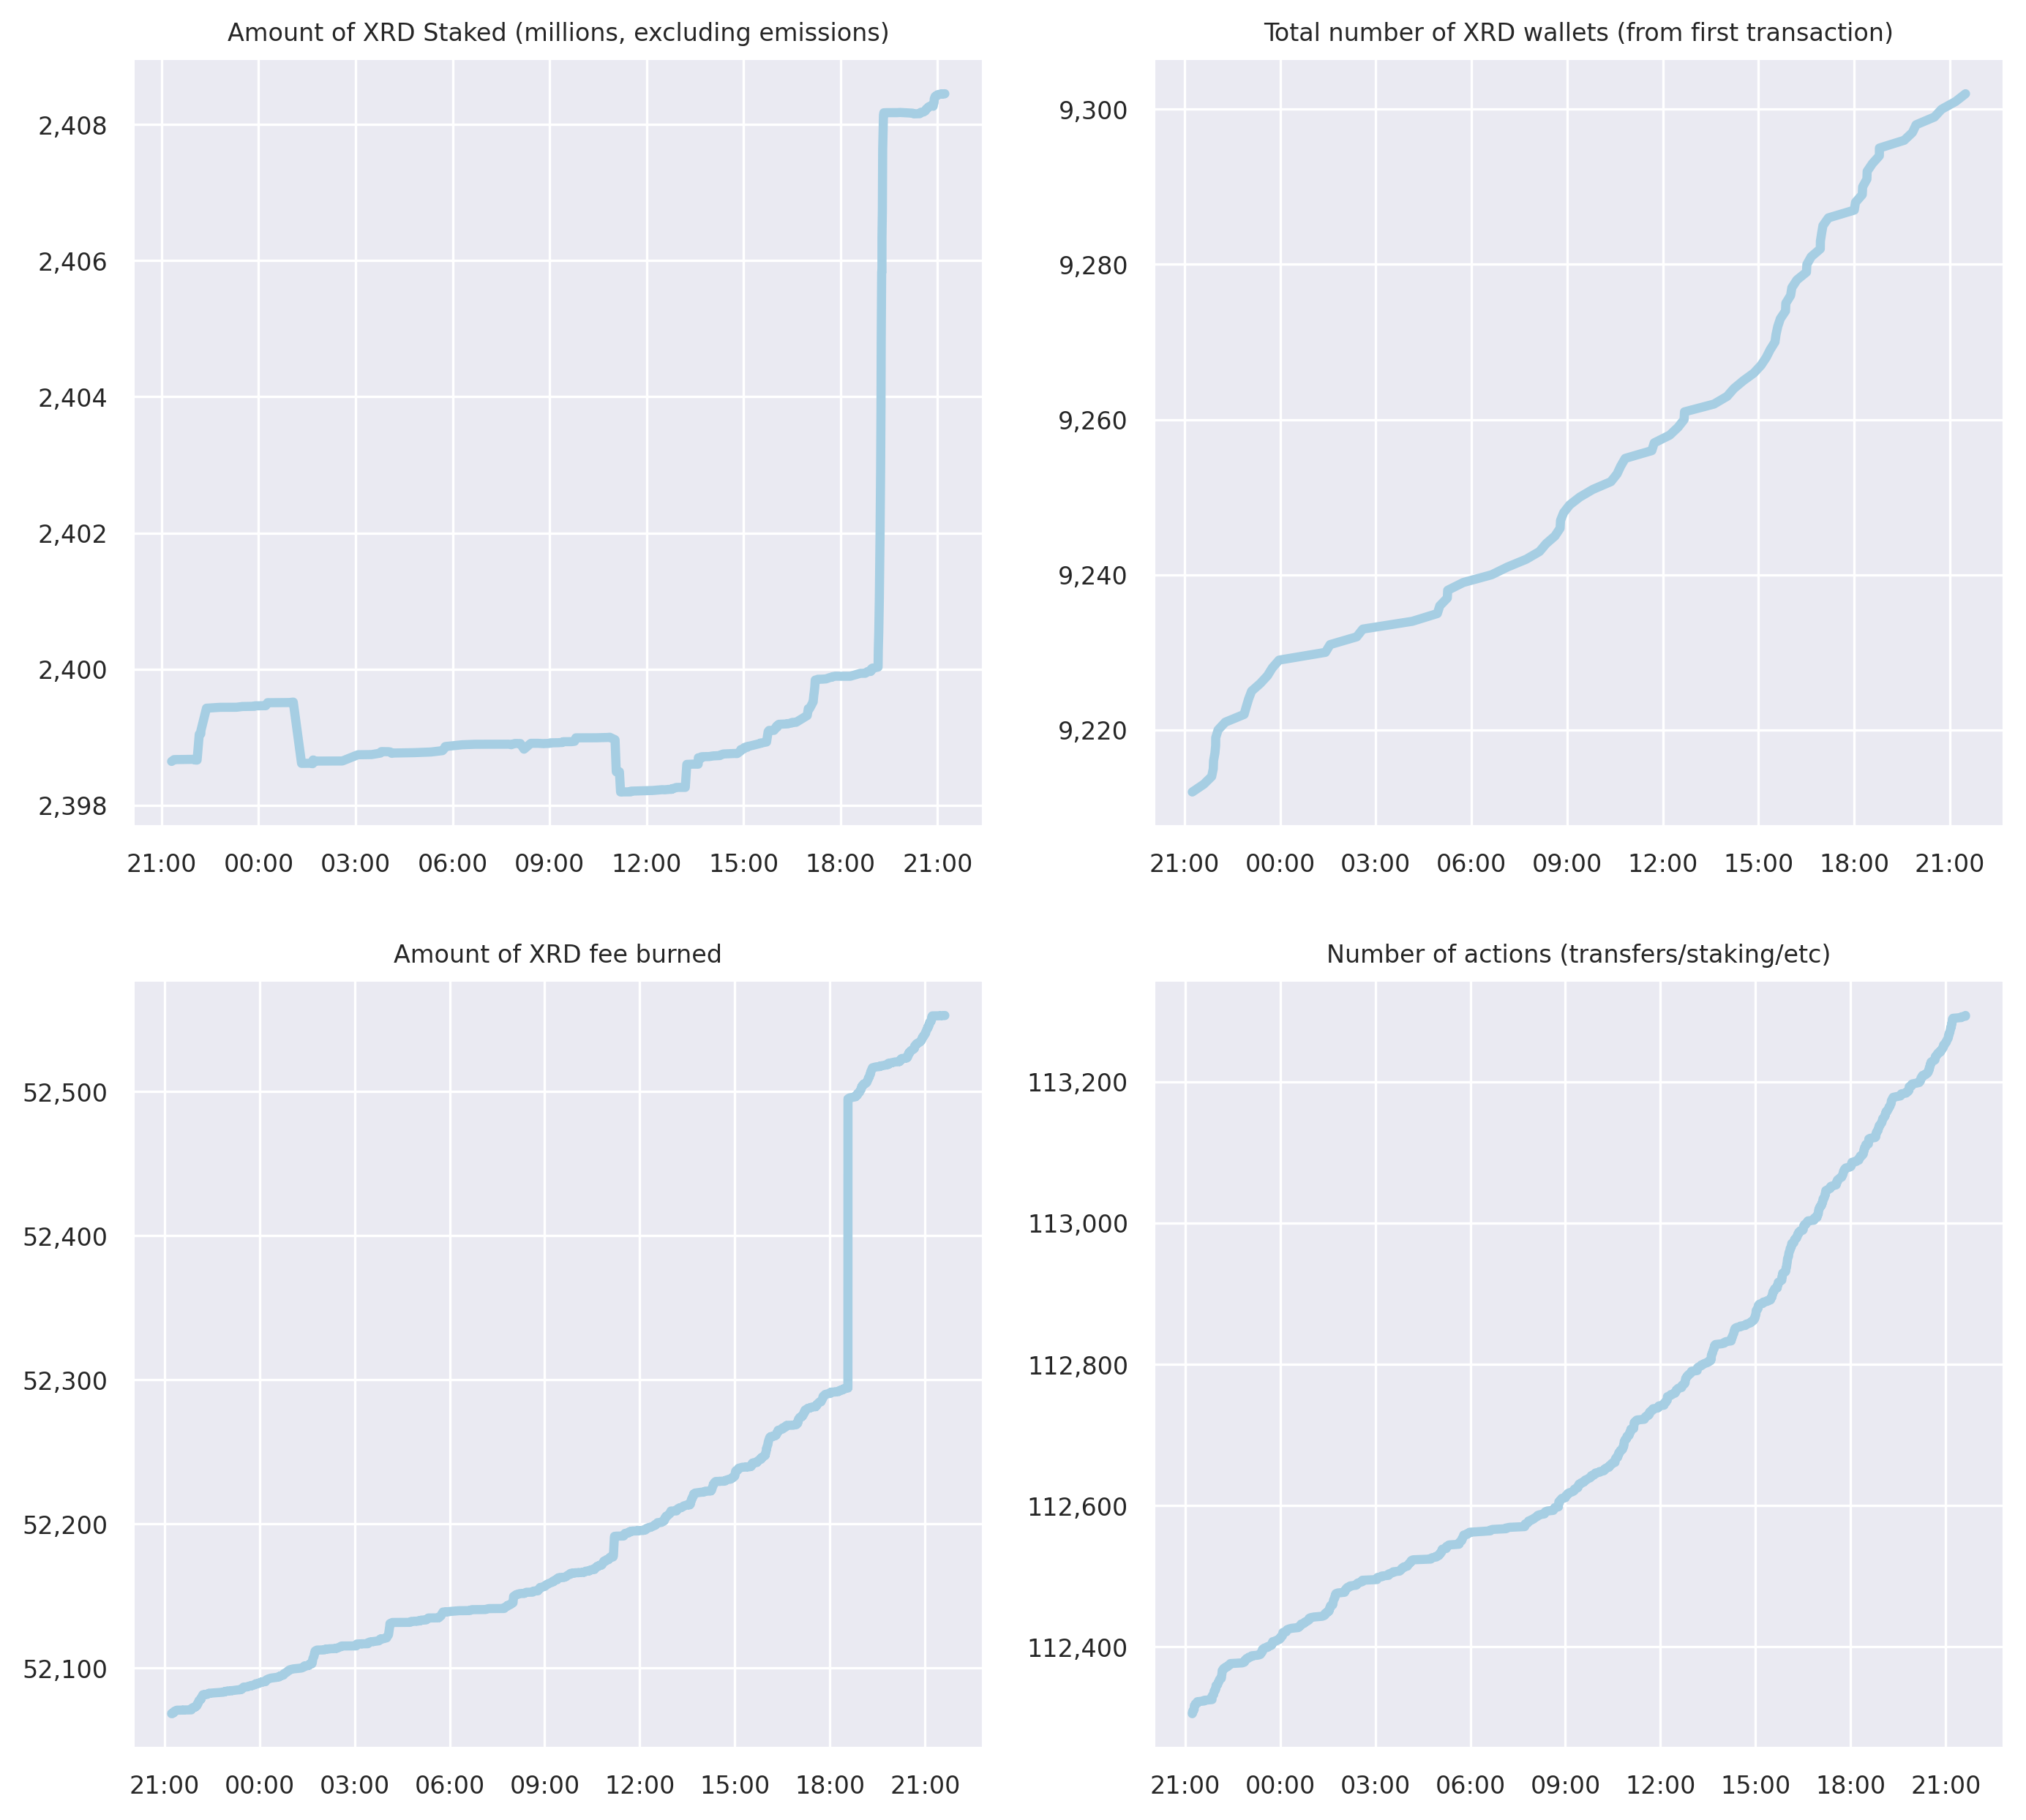 Amount of XRD Staked (millions, excluding emissions)
2,408
2,406
2,404
2,402
2,400
2,398
21:00 00:00 03:00 06:00 09:00 12:00 15:00 18:00 21:00
Total number of XRD wallets (from first transaction)
9,300
9,280
9,260
9,240
9,220
21:00 00:00 03:00 06:00 09:00 12:00 15:00 18:00 21:00
Amount of XRD fee burned
52,500
52,400
52,300
52,200
52,100
21:00 00:00 03:00 06:00 09:00 12:00 15:00 18:00 21:00
Number of actions (transfers/staking/etc)
113,200
113,000
112,800
112,600
112,400
21:00 00:00 03:00 06:00 09:00 12:00 15:00 18:00 21:00